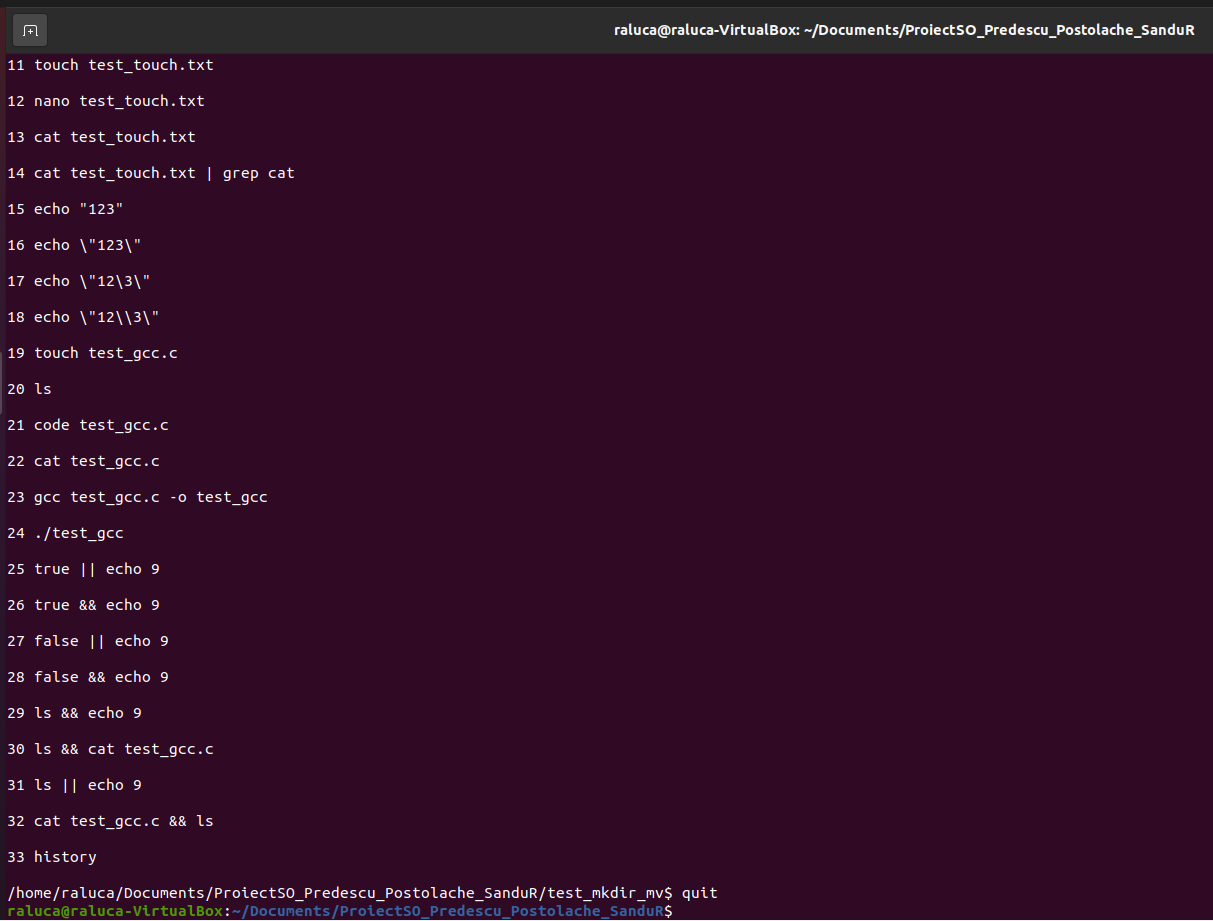 raluca@raluca-VirtualBox: ~/Documents/ProiectSO_Predescu_Postolache_SanduR
11 touch test_touch.txt
12 nano test_touch.txt
13 cat test_touch.txt
14 cat test_touch.txt | grep cat
15 echo "123"
16 echo \"123\"
17 echo \"12\3\"
18 echo \"12\\3\"
19 touch test_gcc.c
20 ls
21 code test_gcc.c
22 cat test_gcc.c
23 gcc test_gcc.c -o test_gcc
24 ./test_gcc
25 true || echo 9
26 true && echo 9
27 false || echo 9
28 false && echo 9
29 ls && echo 9
30 ls && cat test_gcc.c
31 ls || echo 9
32 cat test_gcc.c && ls
33 history
/home/raluca/Documents/ProiectSO_Predescu_Postolache_SanduR/test_mkdir_mv$ quit
raluca@raluca-VirtualBox:~/Documents/ProiectSO_Predescu_Postolache_SanduR$